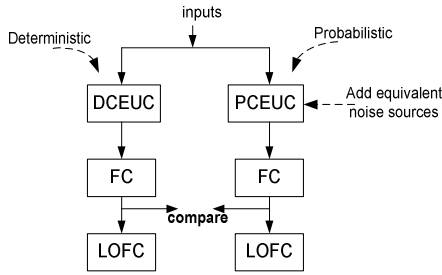 inputs
Deterministic
Probabilistic
DCEUC
PCEUC
Add equivalent
noise sources
FC
FC
compare
LOFC
LOFC